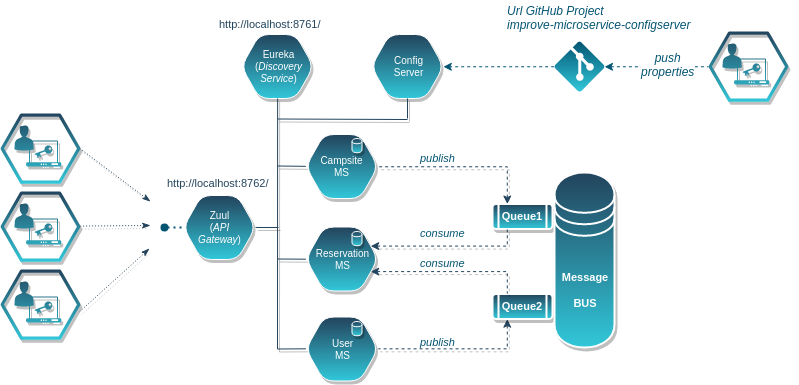 Url GitHub Project
improve-microservice-configserver
http://localhost:8761/
Eureka
(Discovery
Service)
Config
Server
push
properties
Campsite
MS
publish
http://localhost:8762/
Zuul
(API
Gateway)
Queue1
Reservation
MS
consume
consume
Message
BUS
Queue2
User
MS
publish